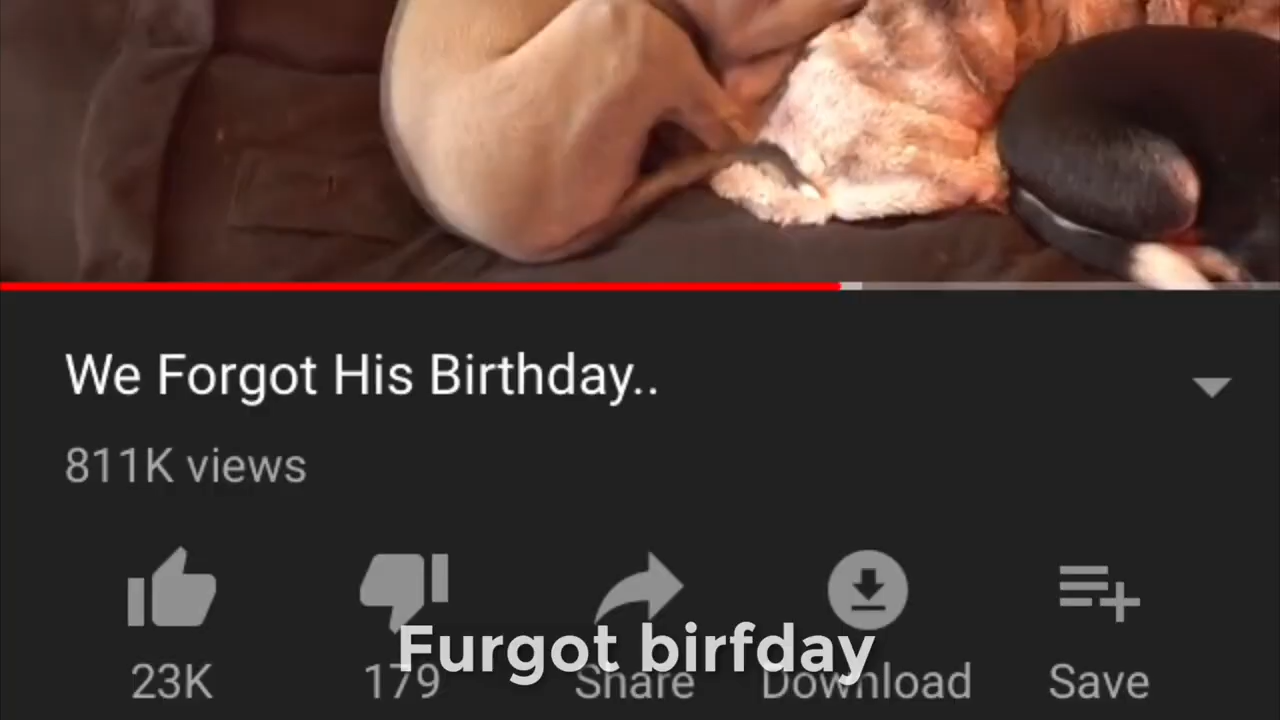 We Forgot His Birthday..
811K views
Furgot birfday
23K
179
Share
Download
Save